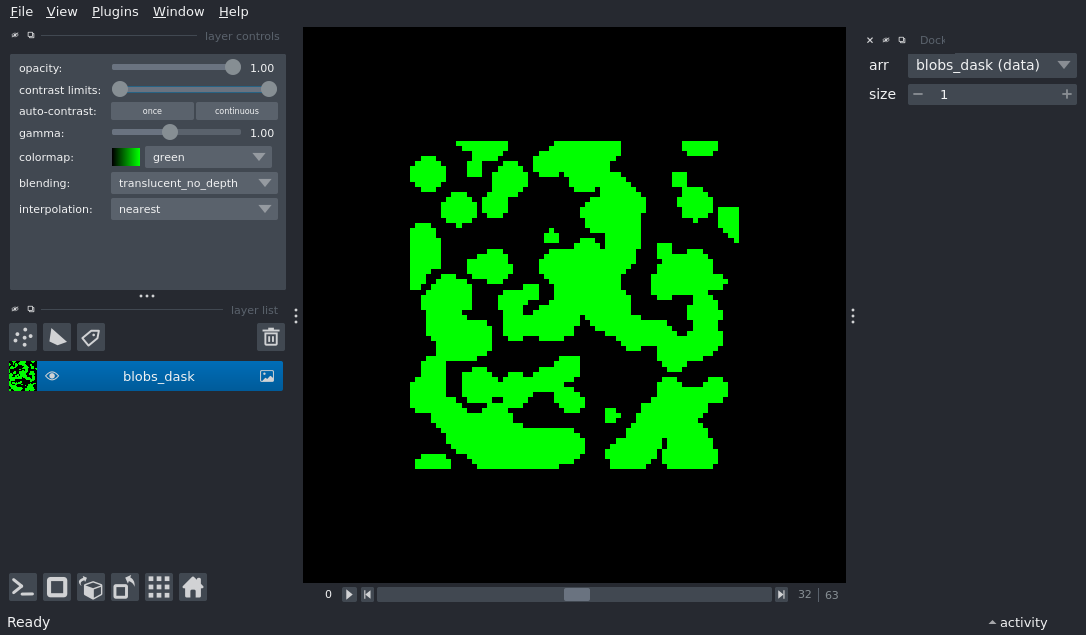 File View Plugins Window Help
layer controls
opacity: 1.00
contrast limits:
auto-contrast: once continuous
gamma: 1.00
colormap: green
blending: translucent_no_depth
interpolation: nearest
layer list
blobs_dask
0 32 63
Dock
arr blobs_dask (data)
size 1
Ready
activity